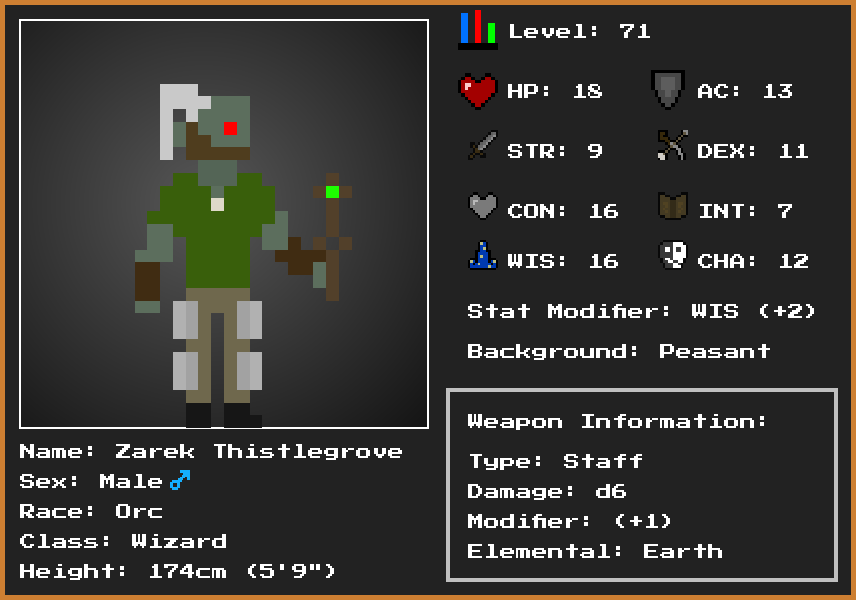 Level: 71
HP: 18 AC: 13
STR: 9 DEX: 11
CON: 16 INT: 7
WIS: 16 CHA: 12
Stat Modifier: WIS (+2)
Background: Peasant
Weapon Information:
Type: Staff
Damage: d6
Modifier: (+1)
Elemental: Earth
Name: Zarek Thistlegrove
Sex: Male ♂
Race: Orc
Class: Wizard
Height: 174cm (5'9")